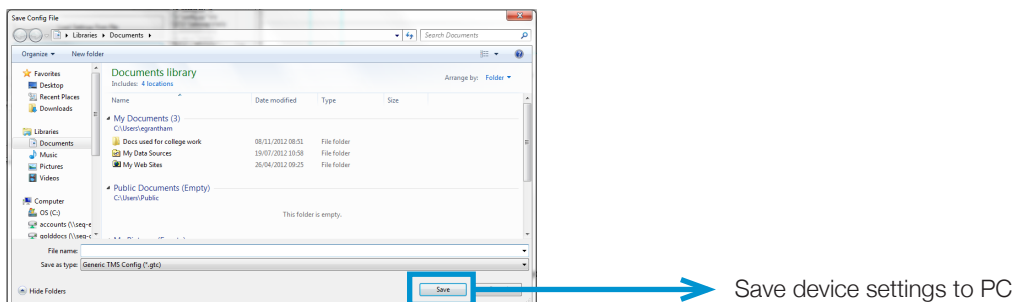 Save Config File
Libraries ▸ Documents ▸
Search Documents
Organize ▾ New folder
Favorites
Desktop
Recent Places
Downloads
Libraries
Documents
Music
Pictures
Videos
Computer
OS (C:)
accounts (\\seq-e
golddocs (\\seq-c
Documents library
Includes: 4 locations
Arrange by: Folder ▾
Name Date modified Type Size
My Documents (3)
C:\Users\egrantham
Docs used for college work 08/11/2012 08:51 File folder
My Data Sources 19/07/2012 10:58 File folder
My Web Sites 26/04/2012 09:25 File folder
Public Documents (Empty)
C:\Users\Public
This folder is empty.
File name:
Save as type: Generic TMS Config (*.gtc)
Hide Folders
Save
Save device settings to PC